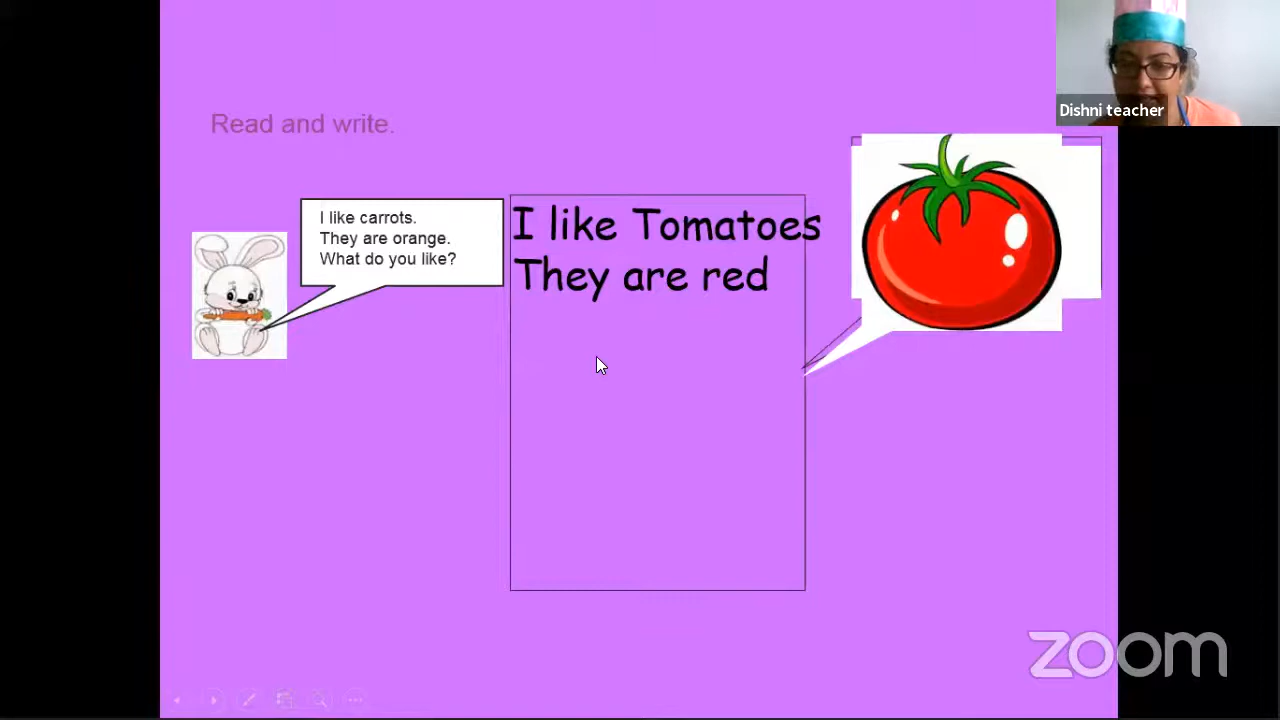 Dishni teacher
Read and write.
I like carrots.
They are orange.
What do you like?
I like Tomatoes
They are red
zoom